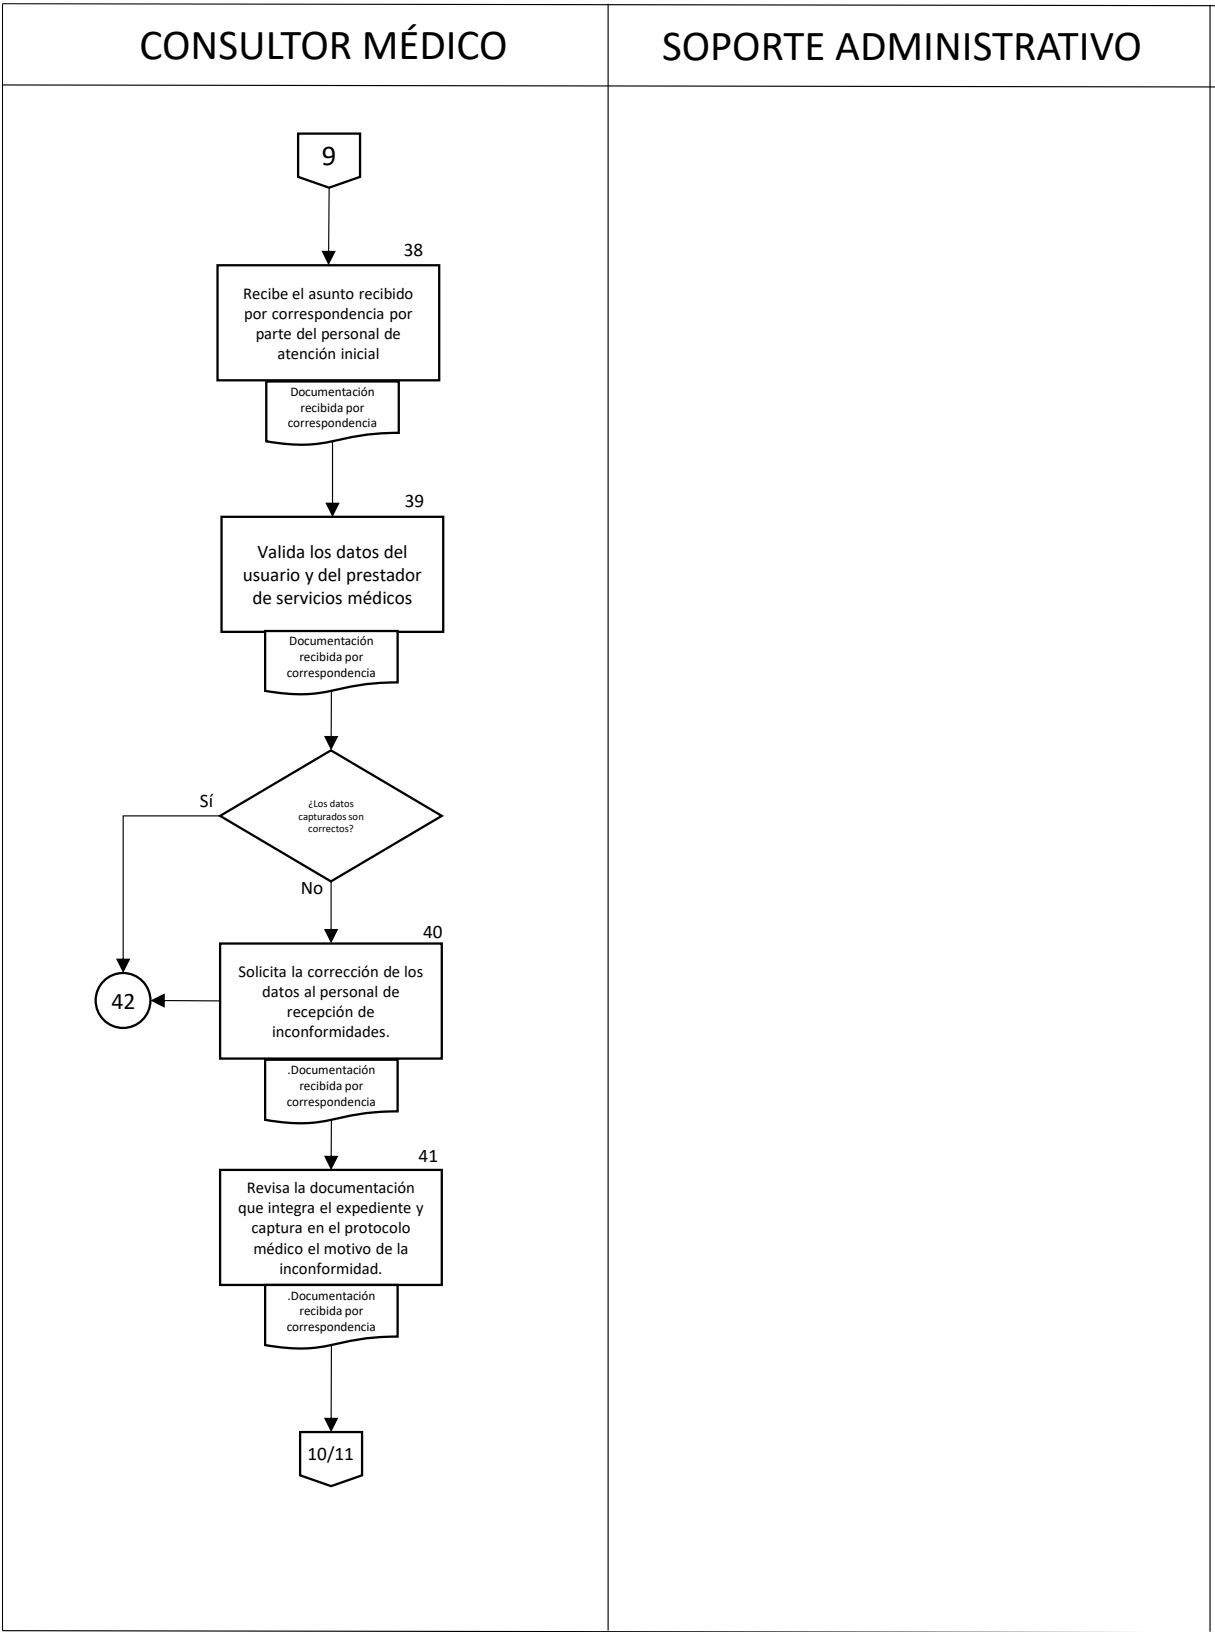 CONSULTOR MÉDICO
SOPORTE ADMINISTRATIVO
9
38
Recibe el asunto recibido
por correspondencia por
parte del personal de
atención inicial
Documentación
recibida por
correspondencia
39
Valida los datos del
usuario y del prestador
de servicios médicos
Documentación
recibida por
correspondencia
¿Los datos
capturados son
correctos?
Sí
No
40
Solicita la corrección de los
datos al personal de
recepción de
inconformidades.
42
.Documentación
recibida por
correspondencia
41
Revisa la documentación
que integra el expediente y
captura en el protocolo
médico el motivo de la
inconformidad.
.Documentación
recibida por
correspondencia
10/11